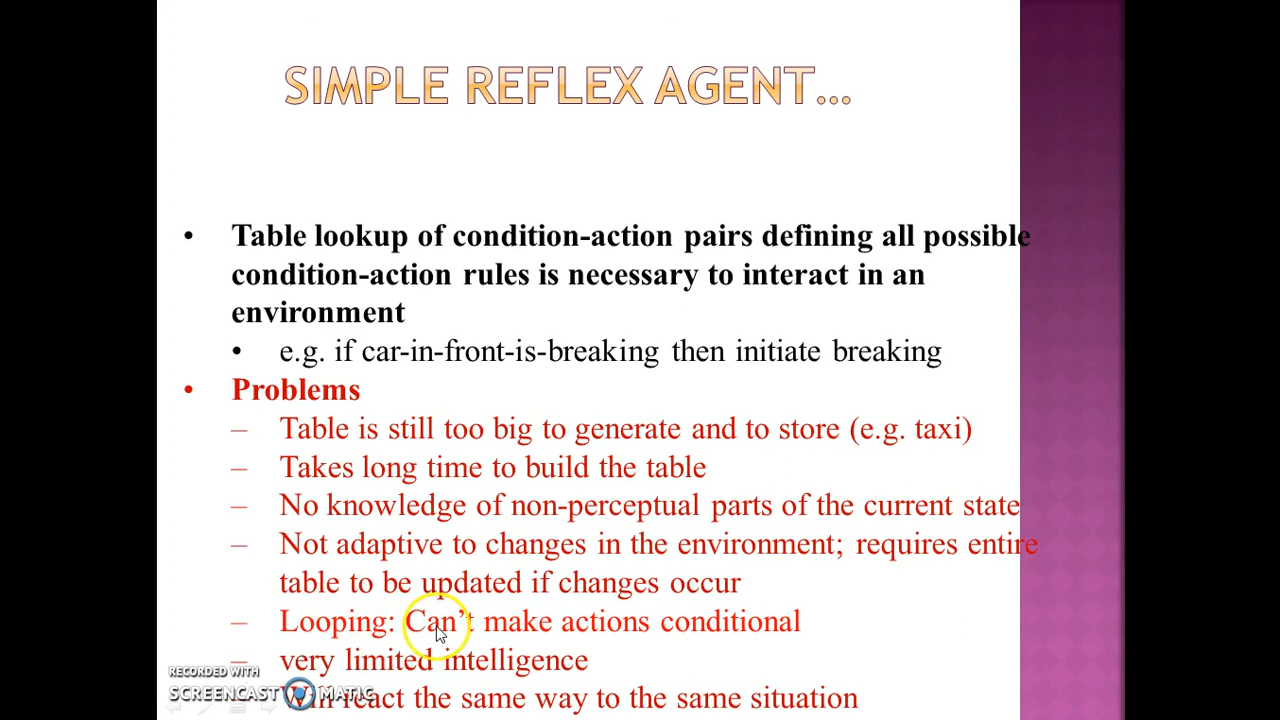 SIMPLE REFLEX AGENT...
• Table lookup of condition-action pairs defining all possible
condition-action rules is necessary to interact in an
environment
• e.g. if car-in-front-is-breaking then initiate breaking
• Problems
– Table is still too big to generate and to store (e.g. taxi)
– Takes long time to build the table
– No knowledge of non-perceptual parts of the current state
– Not adaptive to changes in the environment; requires entire
table to be updated if changes occur
– Looping: Can't make actions conditional
– very limited intelligence
RECORDED WITH
SCREENCAST MATIC
Will react the same way to the same situation